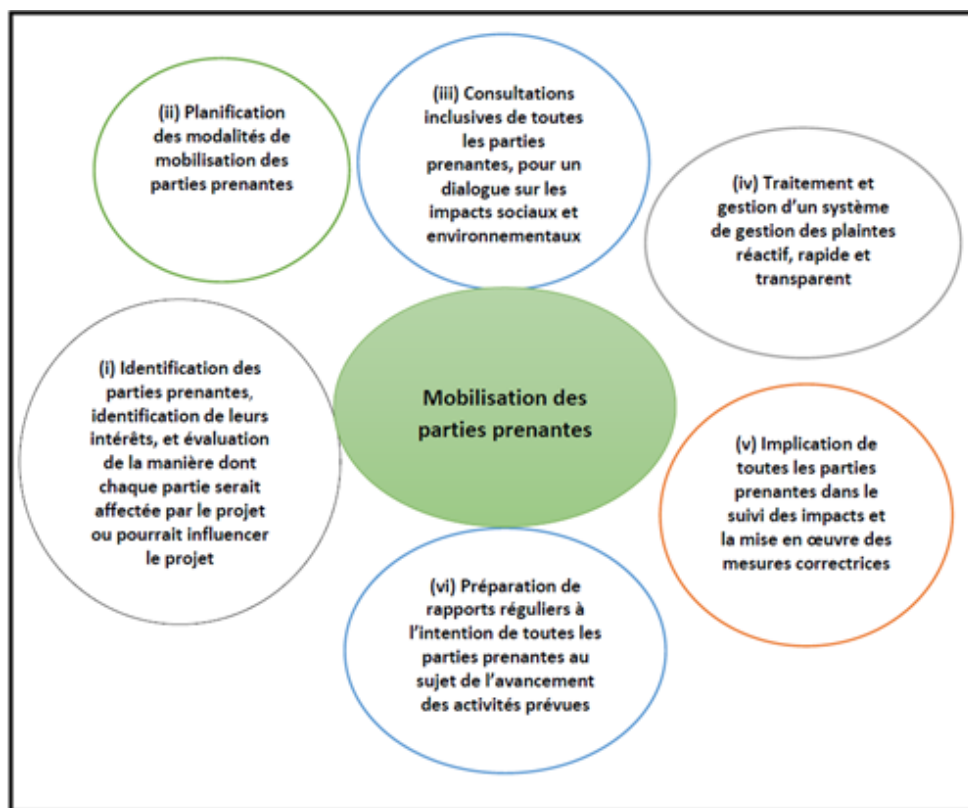 (i) Identification des
parties prenantes,
identification de leurs
intérêts, et évaluation
de la manière dont
chaque partie serait
affectée par le projet
ou pourrait influencer
le projet
(ii) Planification
des modalités de
mobilisation des
parties prenantes
(iii) Consultations
inclusives de toutes
les parties
prenantes, pour un
dialogue sur les
impacts sociaux et
environnementaux
(iv) Traitement et
gestion d’un système
de gestion des plaintes
réactif, rapide et
transparent
(v) Implication de
toutes les parties
prenantes dans le
suivi des impacts et
la mise en œuvre des
mesures correctrices
(vi) Préparation de
rapports réguliers à
l’intention de toutes les
parties prenantes au
sujet de l’avancement
des activités prévues
Mobilisation des
parties prenantes